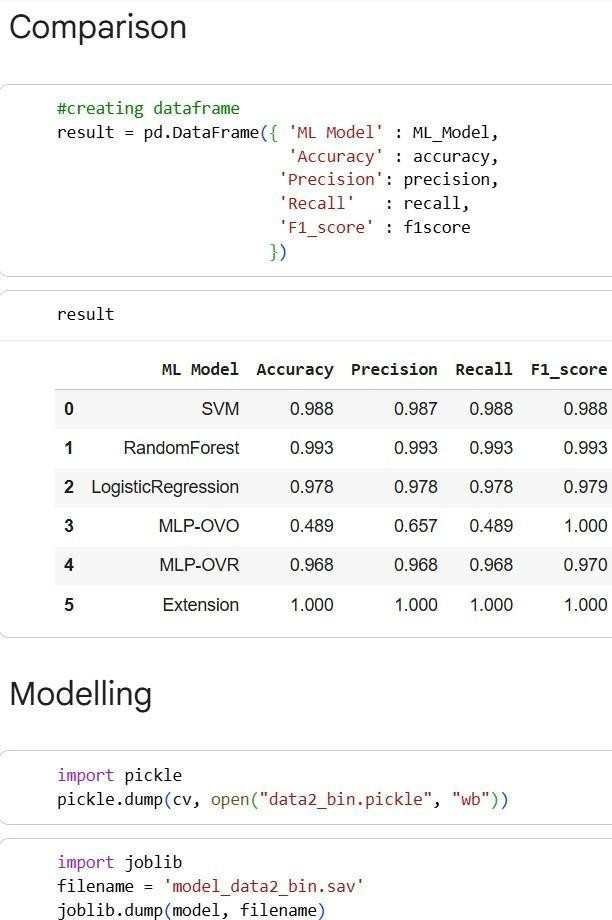 Comparison
#creating dataframe
result = pd.DataFrame({ 'ML Model' : ML_Model,
'Accuracy' : accuracy,
'Precision': precision,
'Recall'   : recall,
'F1_score' : f1score
})
result
ML Model Accuracy Precision Recall F1_score
0 SVM 0.988 0.987 0.988 0.988
1 RandomForest 0.993 0.993 0.993 0.993
2 LogisticRegression 0.978 0.978 0.978 0.979
3 MLP-OVO 0.489 0.657 0.489 1.000
4 MLP-OVR 0.968 0.968 0.968 0.970
5 Extension 1.000 1.000 1.000 1.000
Modelling
import pickle
pickle.dump(cv, open("data2_bin.pickle", "wb"))
import joblib
filename = 'model_data2_bin.sav'
joblib.dump(model, filename)